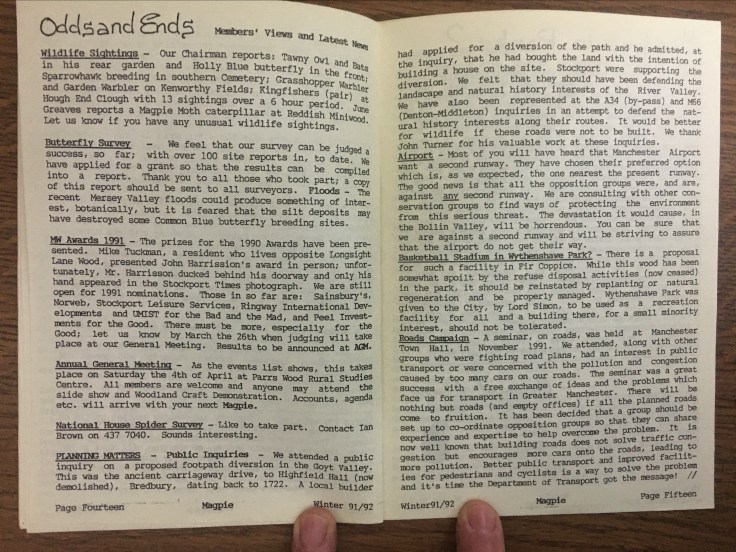 Odds and Ends
Members' Views and Latest News
Wildlife Sightings - Our Chairman reports: Tawny Owl and Bats
in his rear garden and Holly Blue butterfly in the front;
Sparrowhawk breeding in southern Cemetery; Grasshopper Warbler
and Garden Warbler on Kenworthy Fields; Kingfishers (pair) at
Hough End Clough with 13 sightings over a 6 hour period. June
Greaves reports a Magpie Moth caterpillar at Reddish Miniwood.
Let us know if you have any unusual wildlife sightings.
Butterfly Survey - We feel that our survey can be judged a
success, so far; with over 100 site reports in, to date. We
have applied for a grant so that the results can be compiled
into a report. Thank you to all those who took part; a copy
of this report should be sent to all surveyors. Floods - The
recent Mersey Valley floods could produce something of inter-
est, botanically, but it is feared that the silt deposits may
have destroyed some Common Blue butterfly breeding sites.
MW Awards 1991 - The prizes for the 1990 Awards have been pre-
sented. Mike Tuckman, a resident who lives opposite Longsight
Lane Wood, presented John Harrisson's award in person; unfor-
tunately, Mr. Harrisson ducked behind his doorway and only his
hand appeared in the Stockport Times photograph. We are still
open for 1991 nominations. Those in so far are: Sainsbury's,
Norweb, Stockport Leisure Services, Ringway International, Dev-
elopments and UMIST for the Bad and the Mad, and Peel Invest-
ments for the Good. There must be more, especially for the
Good; let us know by March the 26th when judging will take
place at our General Meeting. Results to be announced at AGM.
Annual General Meeting - As the events list shows, this takes
place on Saturday the 4th of April at Parrs Wood Rural Studies
Centre. All members are welcome and anyone may attend the
slide show and Woodland Craft Demonstration. Accounts, agenda
etc. will arrive with your next Magpie.
National House Spider Survey - Like to take part. Contact Ian
Brown on 437 7040. Sounds interesting.
PLANNING MATTERS - Public Inquiries - We attended a public
inquiry on a proposed footpath diversion in the Goyt Valley.
This was the ancient carriageway drive, to Highfield Hall (now
demolished), Bredbury, dating back to 1722. A local builder
Page Fourteen Magpie Winter 91/92
had applied for a diversion of the path and he admitted, at
the inquiry, that he had bought the land with the intention of
building a house on the site. Stockport were supporting the
diversion. We felt that they should have been defending the
landscape and natural history interests of the River Valley.
We have also been represented at the A34 (by-pass) and M66
(Denton-Middleton) inquiries in an attempt to defend the nat-
ural history interests along their routes. It would be better
for wildlife if these roads were not to be built. We thank
John Turner for his valuable work at these inquiries.
Airport - Most of you will have heard that Manchester Airport
want a second runway. They have chosen their preferred option
which is, as we expected, the one nearest the present runway.
The good news is that all the opposition groups were, and are,
against any second runway. We are consulting with other con-
servation groups to find ways of protecting the environment
from this serious threat. The devastation it would cause, in
the Bollin Valley, will be horrendous. You can be sure that
we are against a second runway and will be striving to assure
that the airport do not get their way.
Basketball Stadium in Wythenshawe Park? - There is a proposal
for such a facility in Fir Coppice. While this wood has been
somewhat spoilt by the refuse disposal activities (now ceased)
in the park, it should be reinstated by replanting or natural
regeneration and be properly managed. Wythenshawe Park was
given to the City, by Lord Simon, to be used as a recreation
facility for all and a building there, for a small minority
interest, should not be tolerated.
Roads Campaign - A seminar, on roads, was held at Manchester
Town Hall, in November 1991. We attended, along with other
groups who were fighting road plans, had an interest in public
transport or were concerned with the pollution and congestion
caused by too many cars on our roads. The seminar was a great
success with a free exchange of ideas and the problems which
face us for transport in Greater Manchester. There will be
nothing but roads (and empty offices) if all the planned roads
come to fruition. It has been decided that a group should be
set up to co-ordinate opposition groups so that they can share
experience and expertise to help overcome the problem. It is
now well known that building roads does not solve traffic con-
gestion but encourages more cars onto the roads, leading to
more pollution. Better public transport and improved facilit-
ies for pedestrians and cyclists is a way to solve the problem
and it's time the Department of Transport got the message! //
Winter91/92 Magpie Page Fifteen